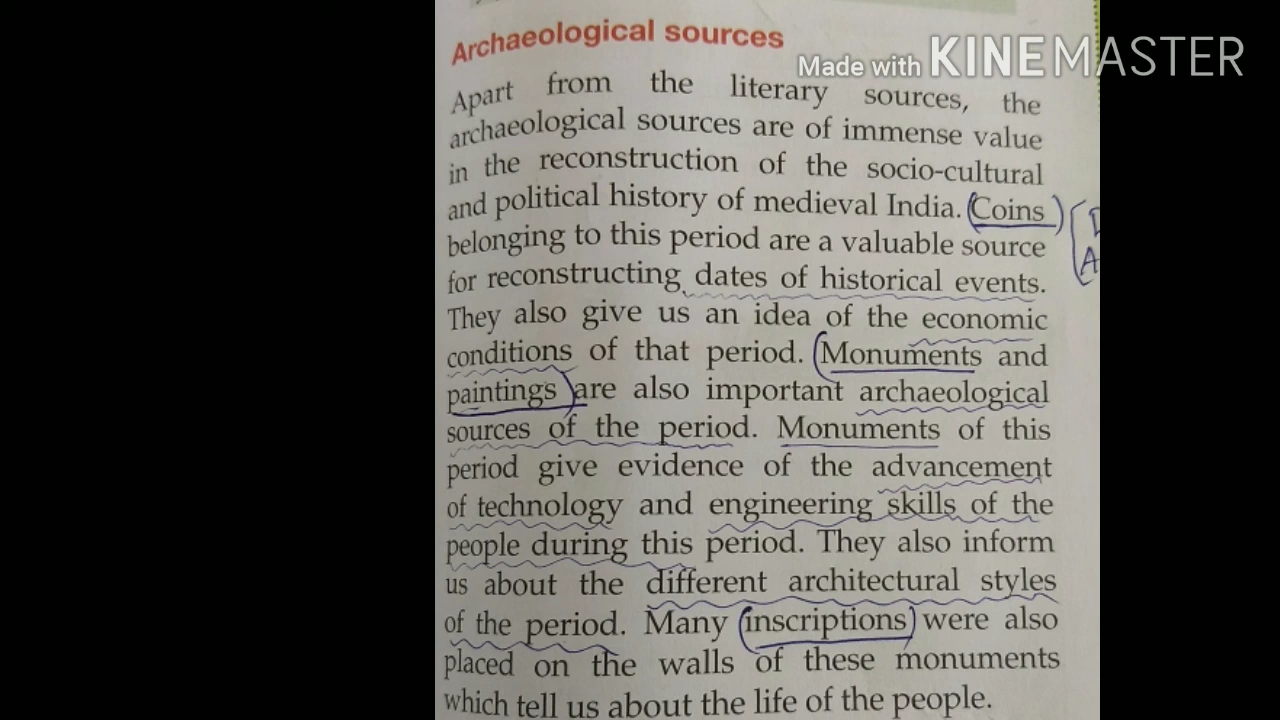 Archaeological sources
Made with KINEMASTER
Apart from the literary sources, the
archaeological sources are of immense value
in the reconstruction of the socio-cultural
and political history of medieval India. (Coins)
belonging to this period are a valuable source
for reconstructing dates of historical events.
They also give us an idea of the economic
conditions of that period. (Monuments and
paintings) are also important archaeological
sources of the period. Monuments of this
period give evidence of the advancement
of technology and engineering skills of the
people during this period. They also inform
us about the different architectural styles
of the period. Many (inscriptions) were also
placed on the walls of these monuments
which tell us about the life of the people.